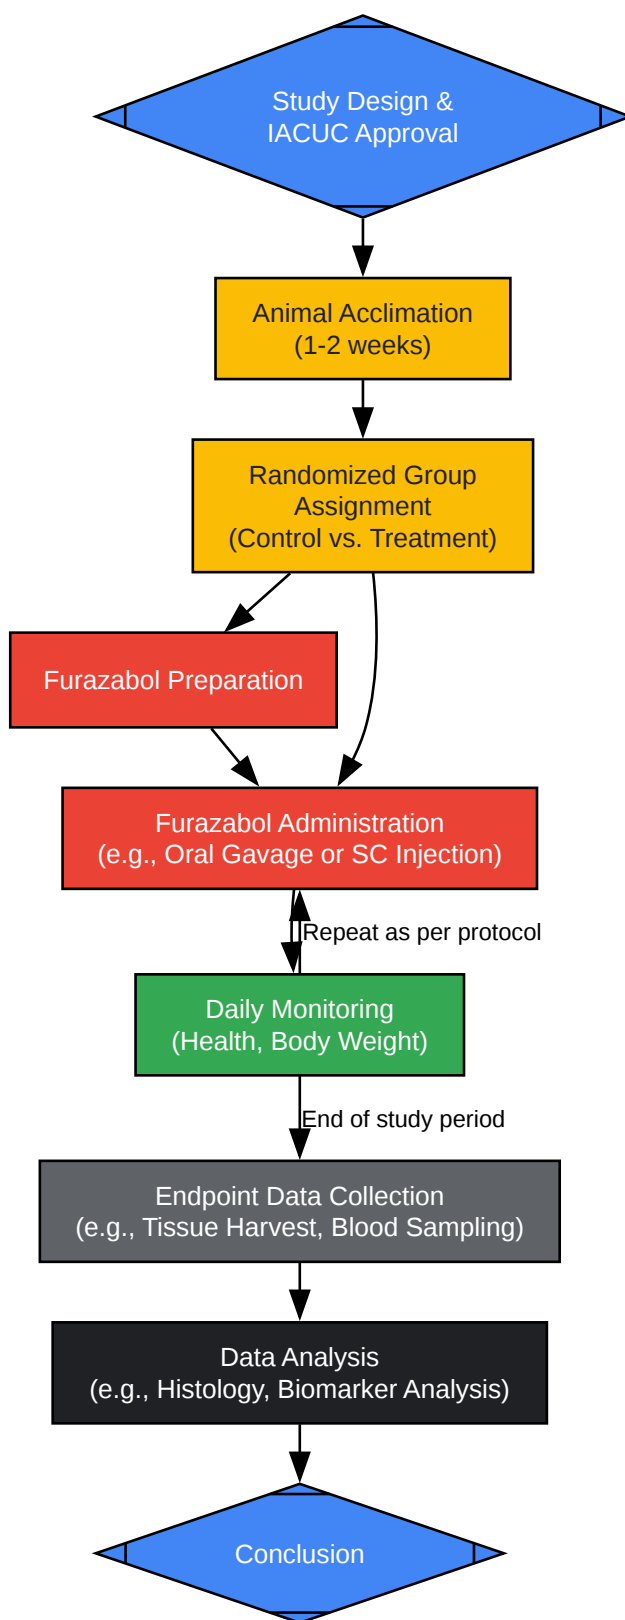 Study Design &
IACUC Approval
Animal Acclimation
(1-2 weeks)
Randomized Group
Assignment
(Control vs. Treatment)
Furazabol Preparation
Furazabol Administration
(e.g., Oral Gavage or SC Injection)
Repeat as per protocol
Daily Monitoring
(Health, Body Weight)
End of study period
Endpoint Data Collection
(e.g., Tissue Harvest, Blood Sampling)
Data Analysis
(e.g., Histology, Biomarker Analysis)
Conclusion